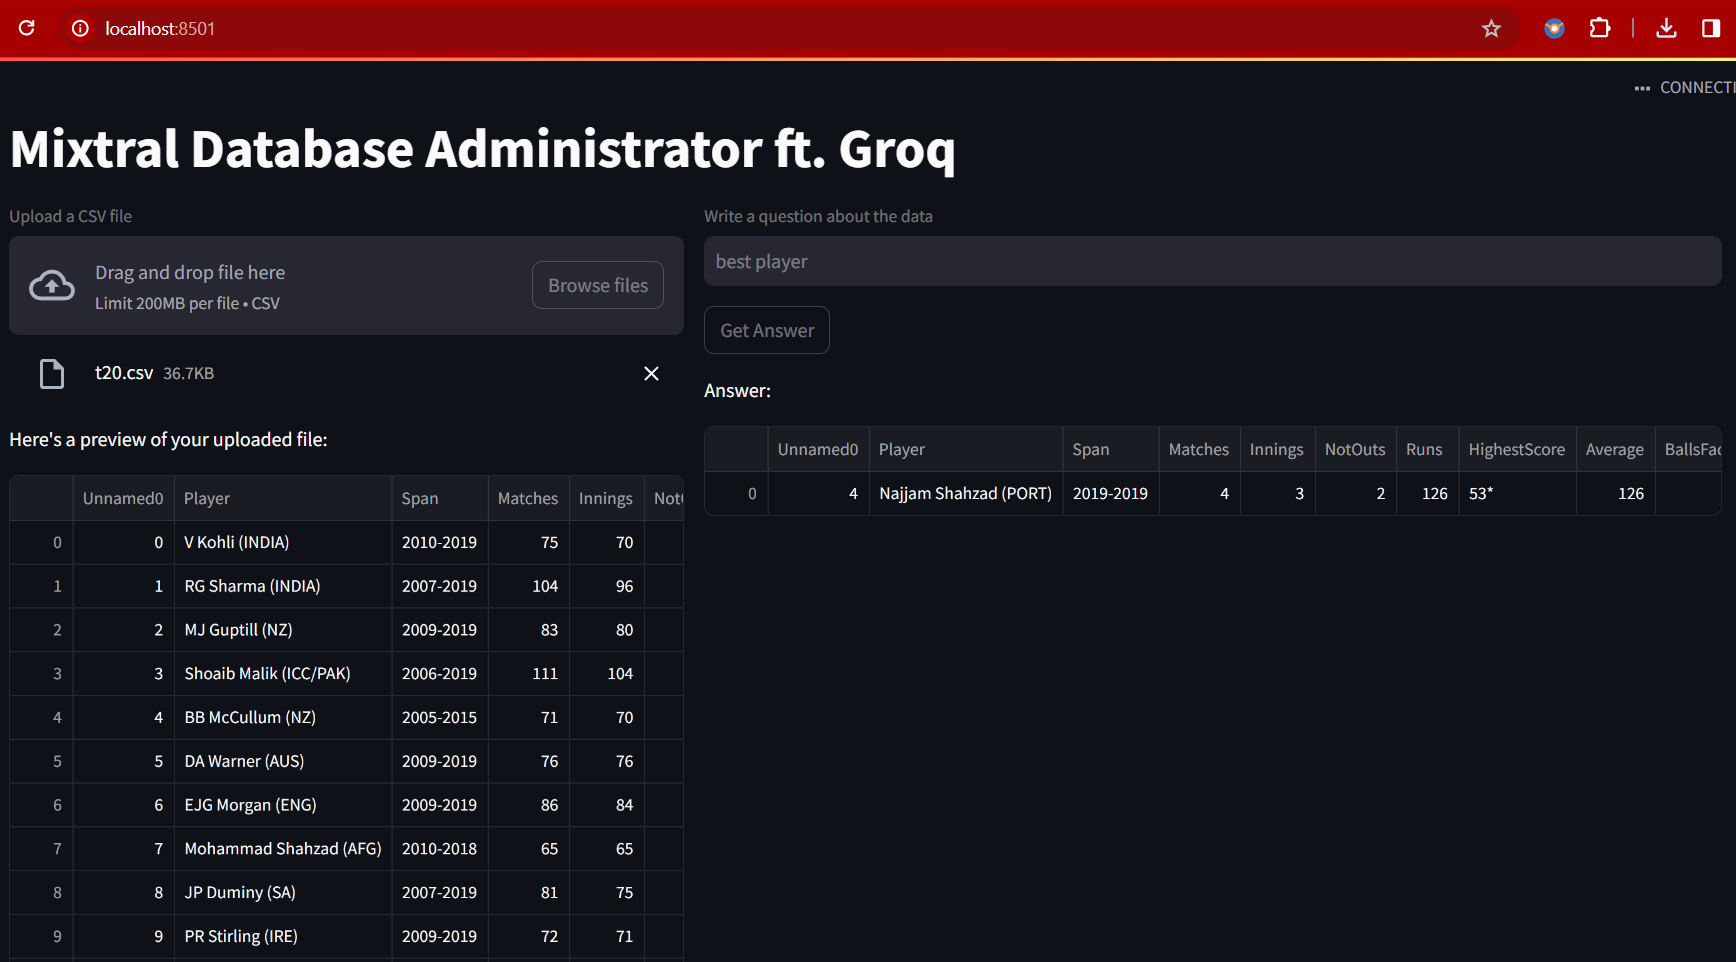 localhost:8501
CONNECTI
Mixtral Database Administrator ft. Groq
Upload a CSV file
Drag and drop file here
Limit 200MB per file • CSV
Browse files
t20.csv 36.7KB
Here's a preview of your uploaded file:
Unnamed0 Player Span Matches Innings Not
0 0 V Kohli (INDIA) 2010-2019 75 70
1 1 RG Sharma (INDIA) 2007-2019 104 96
2 2 MJ Guptill (NZ) 2009-2019 83 80
3 3 Shoaib Malik (ICC/PAK) 2006-2019 111 104
4 4 BB McCullum (NZ) 2005-2015 71 70
5 5 DA Warner (AUS) 2009-2019 76 76
6 6 EJG Morgan (ENG) 2009-2019 86 84
7 7 Mohammad Shahzad (AFG) 2010-2018 65 65
8 8 JP Duminy (SA) 2007-2019 81 75
9 9 PR Stirling (IRE) 2009-2019 72 71
Write a question about the data
best player
Get Answer
Answer:
Unnamed0 Player Span Matches Innings NotOuts Runs HighestScore Average BallsFac
0 4 Najjam Shahzad (PORT) 2019-2019 4 3 2 126 53* 126